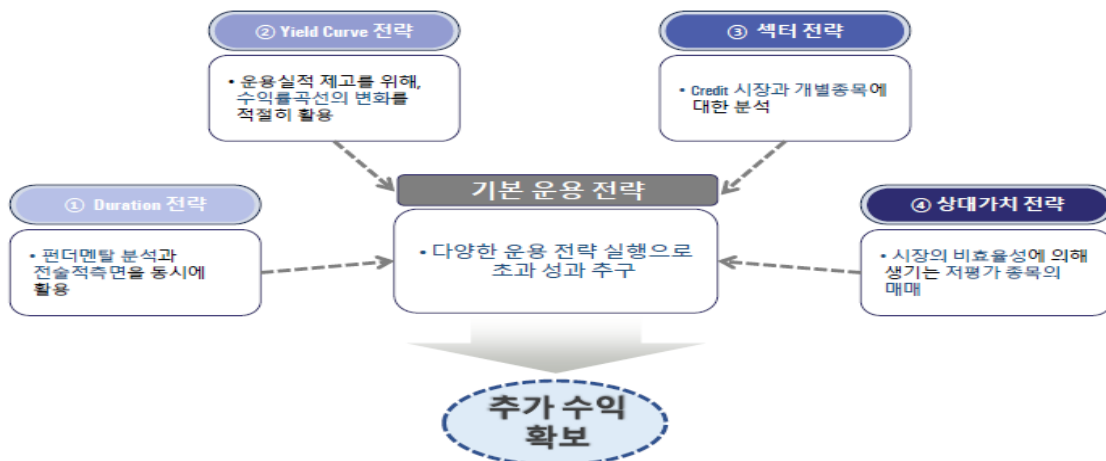 ② Yield Curve 전략
• 운용실적 제고를 위해,
수익률곡선의 변화를
적절히 활용
③ 섹터 전략
• Credit 시장과 개별종목에
대한 분석
① Duration 전략
• 펀더멘탈 분석과
전술적측면을 동시에
활용
기본 운용 전략
• 다양한 운용 전략 실행으로
초과 성과 추구
④ 상대가치 전략
• 시장의 비효율성에 의해
생기는 저평가 종목의
매매
추가 수익
확보